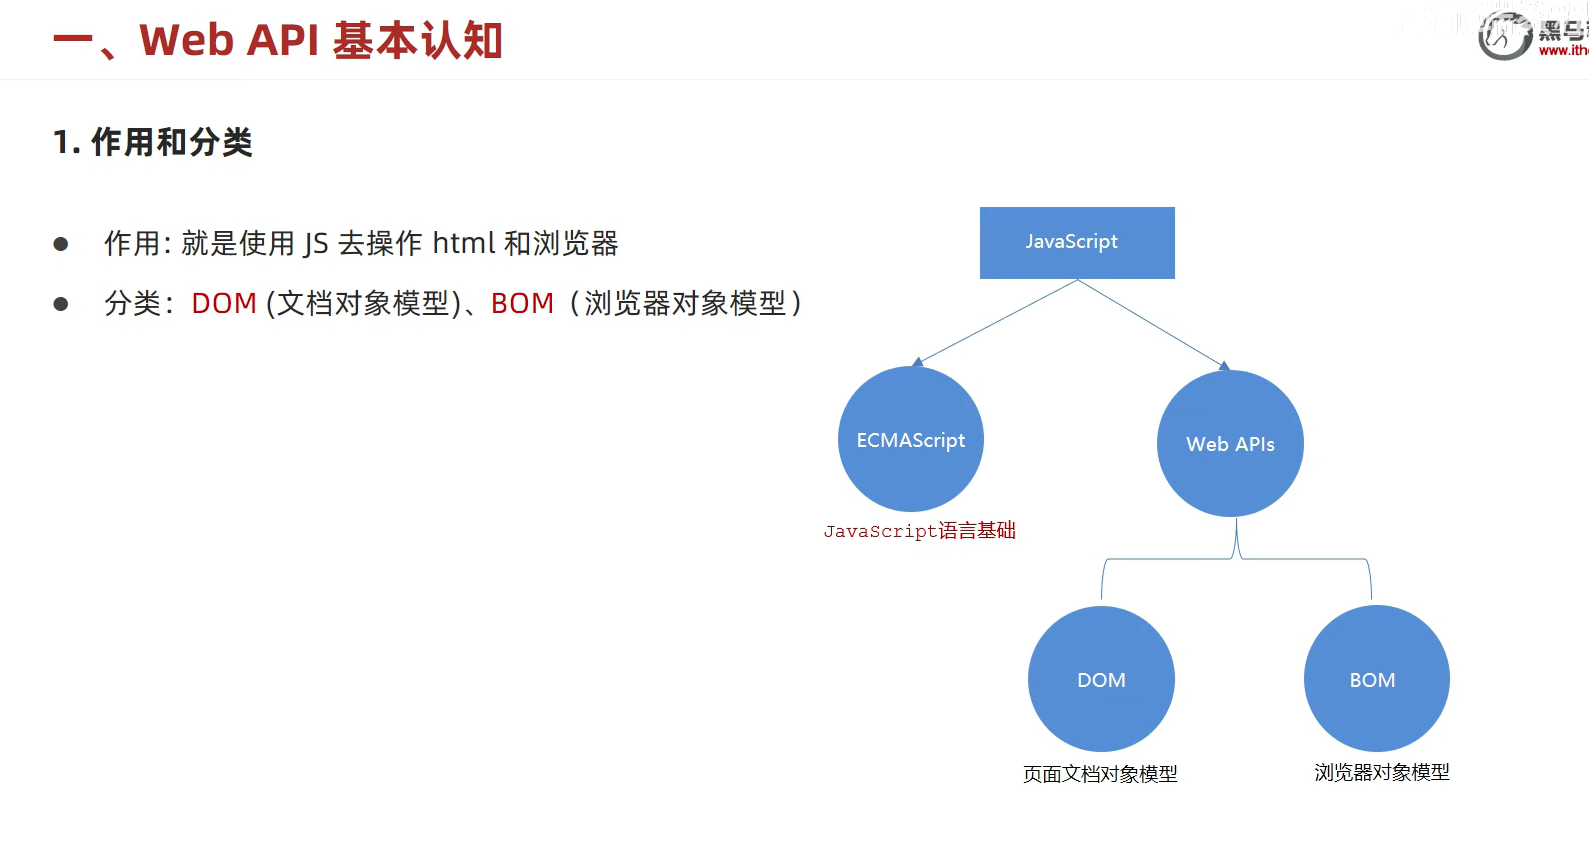 一、Web API 基本认知
1. 作用和分类
● 作用: 就是使用 JS 去操作 html 和浏览器
● 分类：DOM (文档对象模型)、BOM（浏览器对象模型）
JavaScript
ECMAScript
Web APIs
JavaScript语言基础
DOM
BOM
页面文档对象模型
浏览器对象模型
黑马
www.ithe